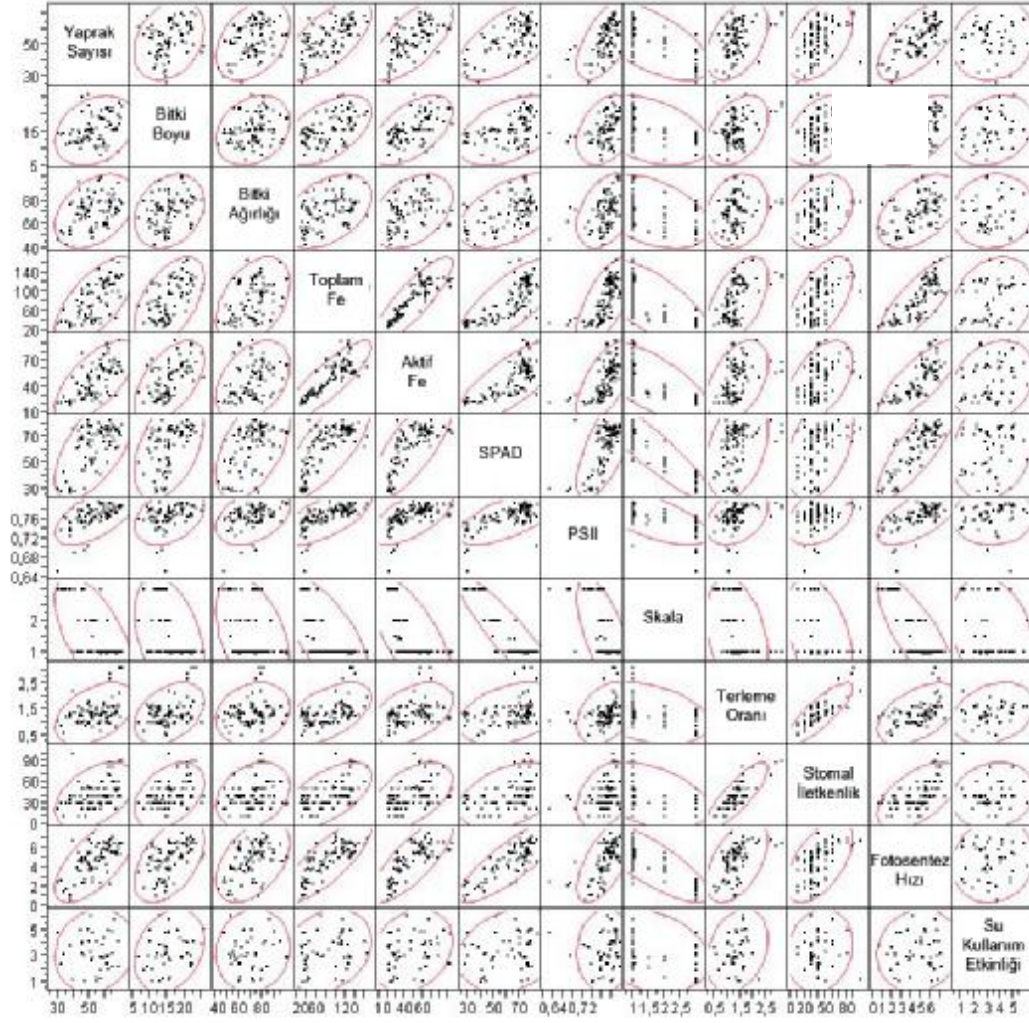 Yaprak
Sayısı
50
30
Bitki
Boyu
15
5
Bitki
Ağırlığı
80
60
40
Toplam
Fe
140
100
60
20
Aktif
Fe
70
40
10
SPAD
70
50
30
PSII
0,76
0,72
0,68
0,64
Skala
2
1
Terleme
Oranı
2,5
1,5
0,5
Stomal
İletkenlik
90
60
30
0
Fotosentez
Hızı
6
4
2
0
Su
Kullanım
Etkinliği
5
3
1
30 50 5 10 15 20 40 60 80 20 60 120 10 40 60 30 50 70 0,64 0,72 1 1,5 2 2,5 0,5 1,5 2,5 0 20 50 80 0 1 2 3 4 5 6 1 2 3 4 5